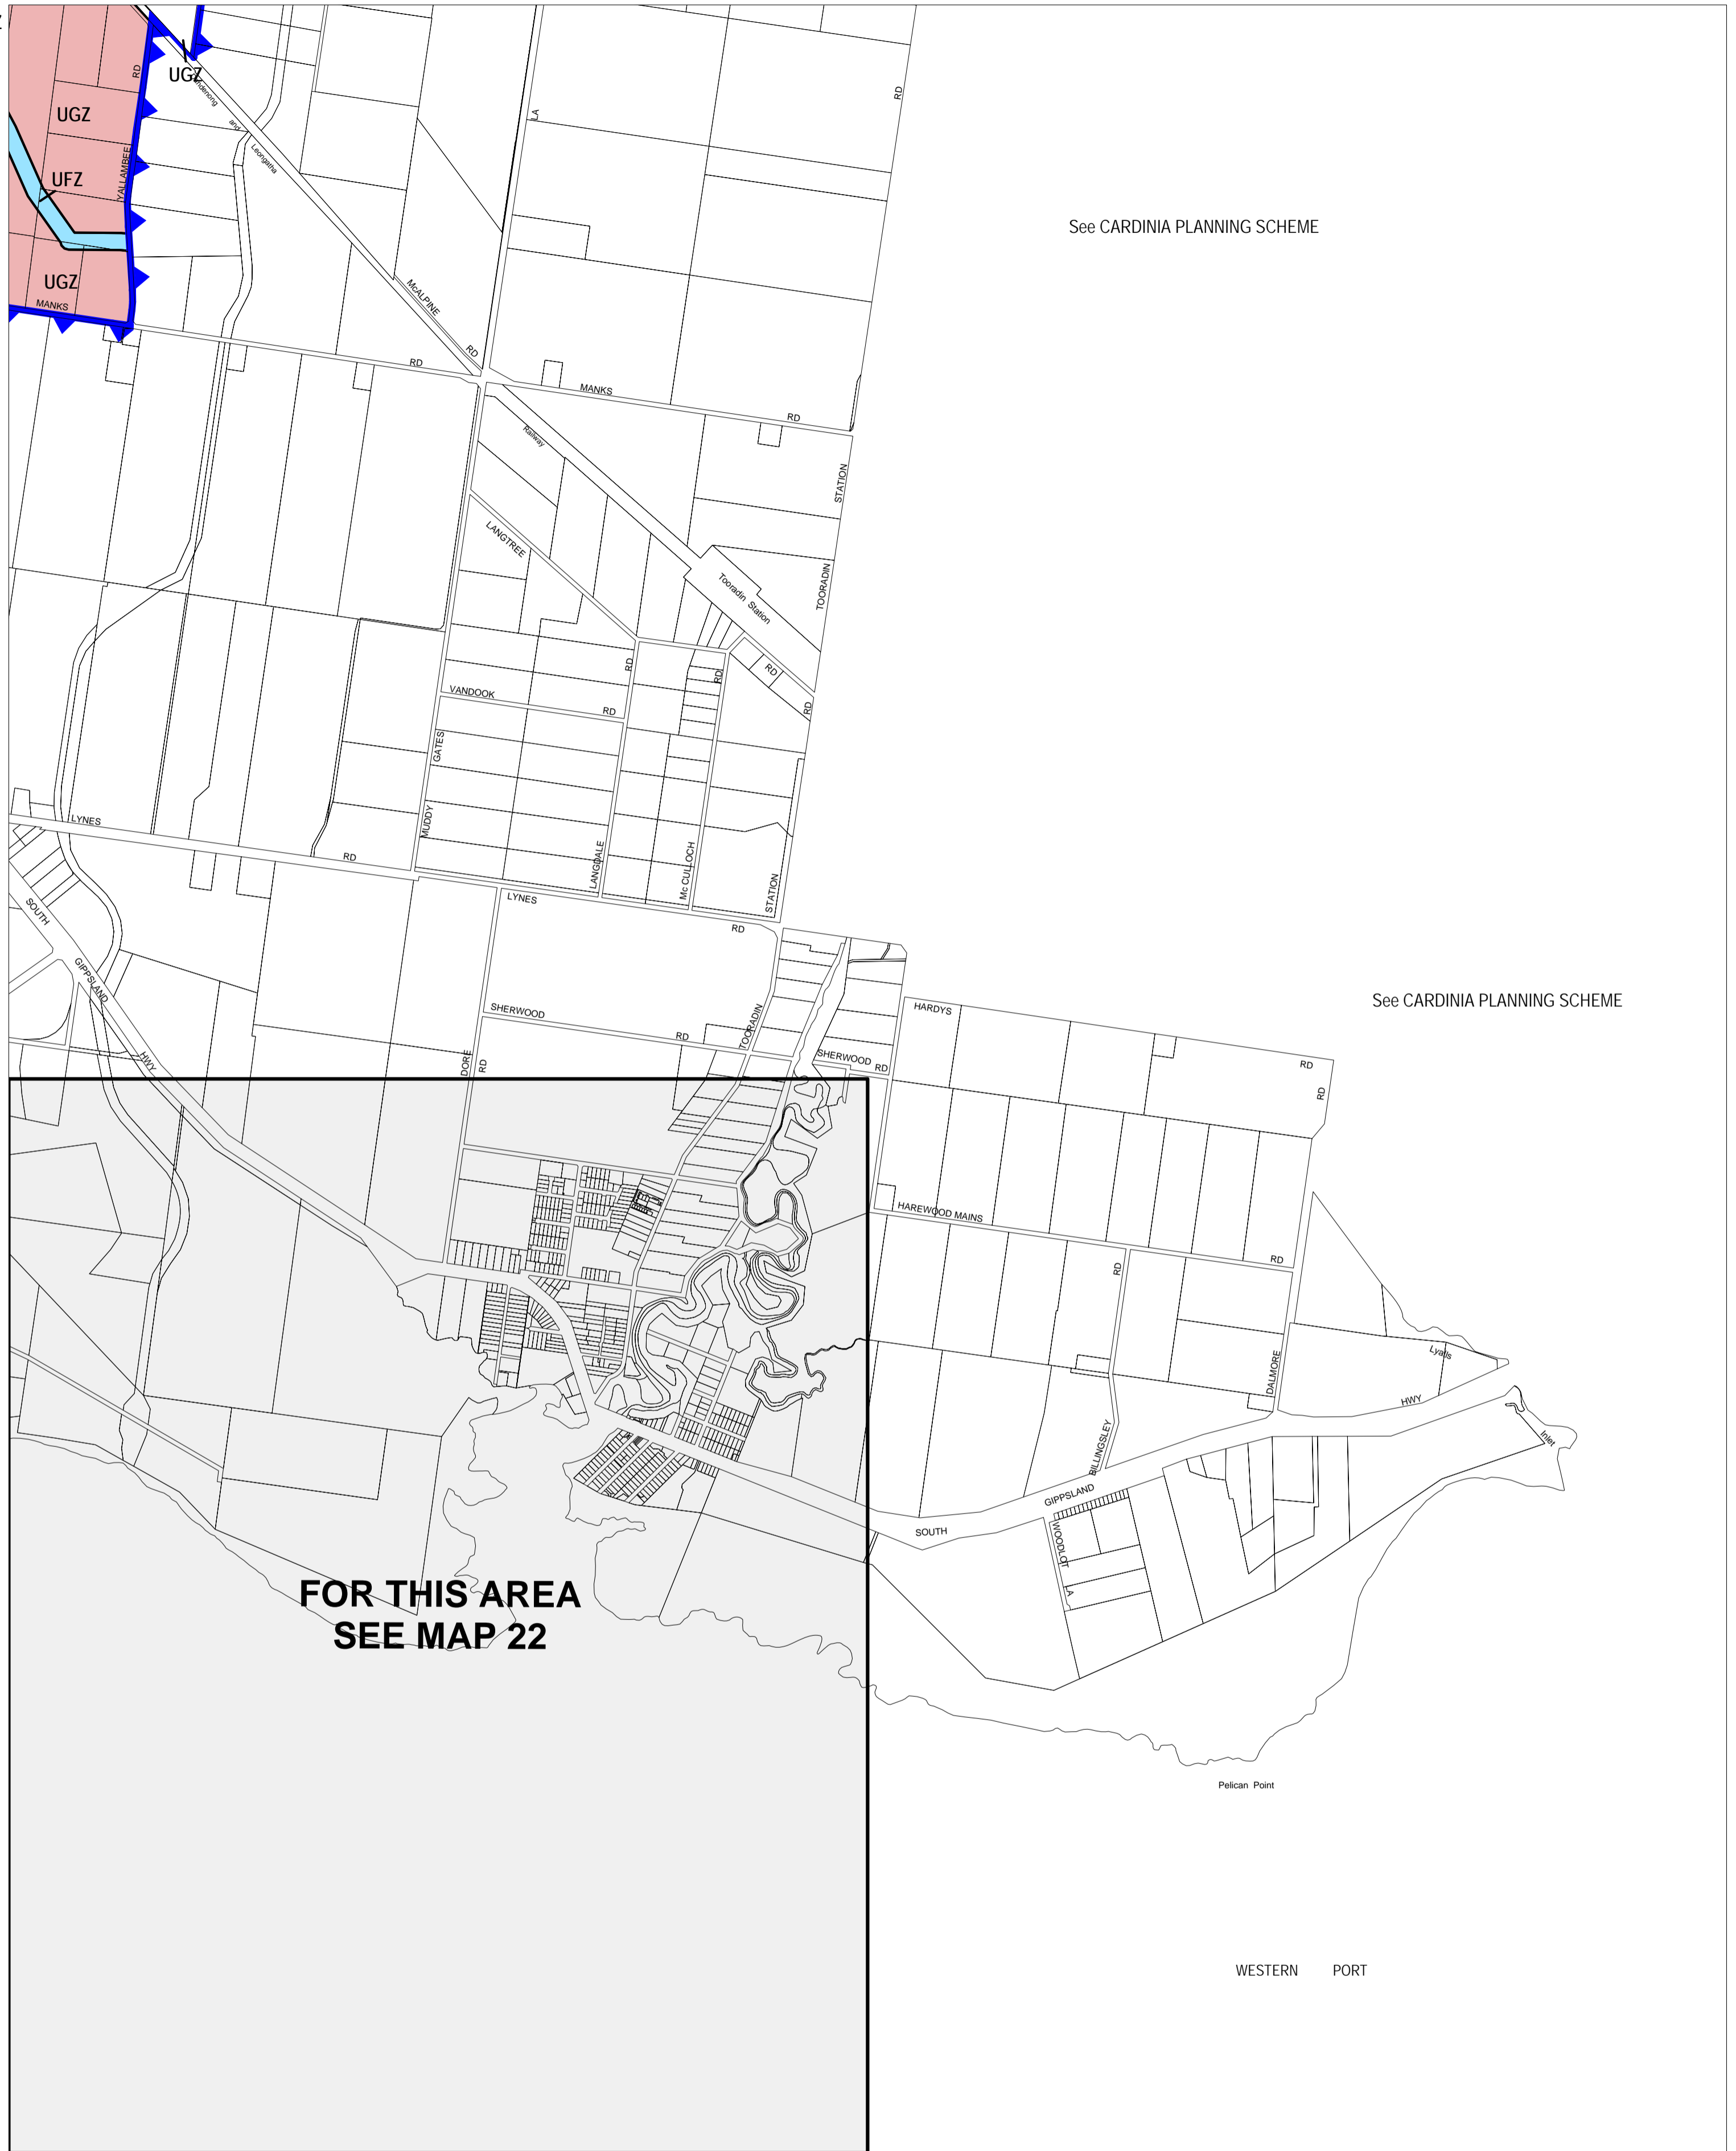 UGZ
RD
UGZ
UFZ
YALLAMBEE
UGZ
MANKS
Dandenong
and
Leongatha
LA
RD
See CARDINIA PLANNING SCHEME
McALPINE
RD
RD
MANKS
RD
Railway
STATION
LANGTREE
Tooradin Station
TOORADIN
RD
RD
RD
RD
VANDOOK
RD
GATES
MUDDY
LYNES
RD
LANGDALE
Mc CULLOCH
STATION
LYNES
RD
SOUTH
GIPPSLAND
HWY
SHERWOOD
RD
TOORADIN
DORE
RD
SHERWOOD
RD
HARDYS
RD
RD
See CARDINIA PLANNING SCHEME
HAREWOOD MAINS
RD
RD
DALMORE
Lyalls
HWY
Inlet
BILLINGSLEY
GIPPSLAND
SOUTH
WOODLOT
LA
FOR THIS AREA
SEE MAP 22
Pelican Point
WESTERN PORT